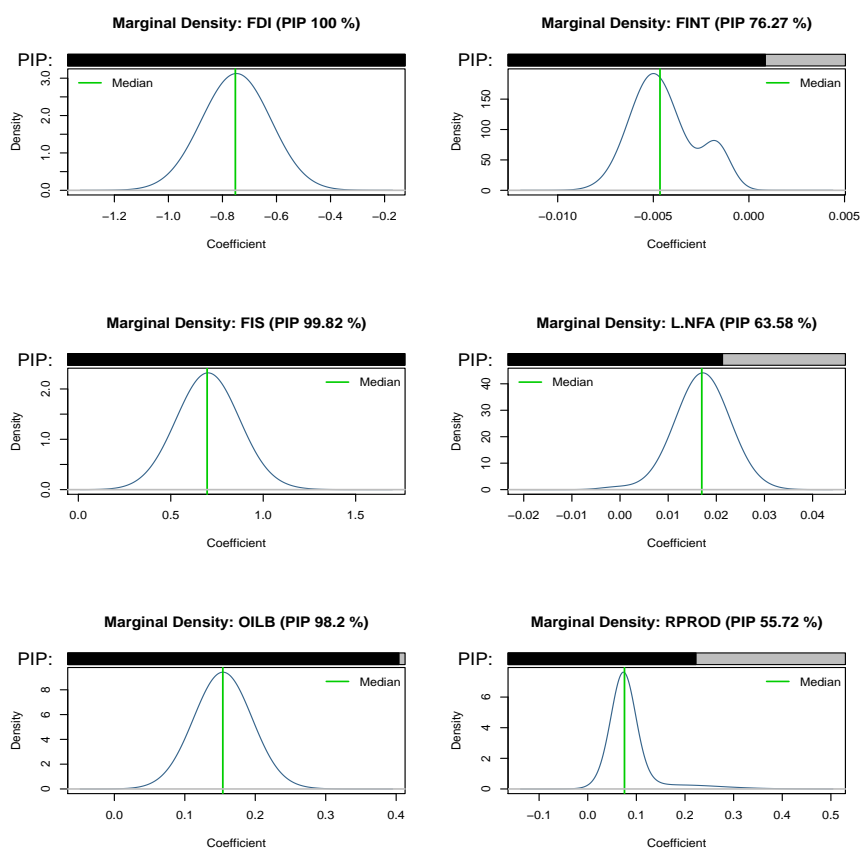 Marginal Density: FDI (PIP 100 %)
PIP:
Median
Density
0.0 1.0 2.0 3.0
−1.2 −1.0 −0.8 −0.6 −0.4 −0.2
Coefficient
Marginal Density: FINT (PIP 76.27 %)
PIP:
Median
Density
0 50 100 150
−0.010 −0.005 0.000 0.005
Coefficient
Marginal Density: FIS (PIP 99.82 %)
PIP:
Median
Density
0.0 1.0 2.0
0.0 0.5 1.0 1.5
Coefficient
Marginal Density: L.NFA (PIP 63.58 %)
PIP:
Median
Density
0 10 20 30 40
−0.02 −0.01 0.00 0.01 0.02 0.03 0.04
Coefficient
Marginal Density: OILB (PIP 98.2 %)
PIP:
Median
Density
0 2 4 6 8
0.0 0.1 0.2 0.3 0.4
Coefficient
Marginal Density: RPROD (PIP 55.72 %)
PIP:
Median
Density
0 2 4 6
−0.1 0.0 0.1 0.2 0.3 0.4 0.5
Coefficient